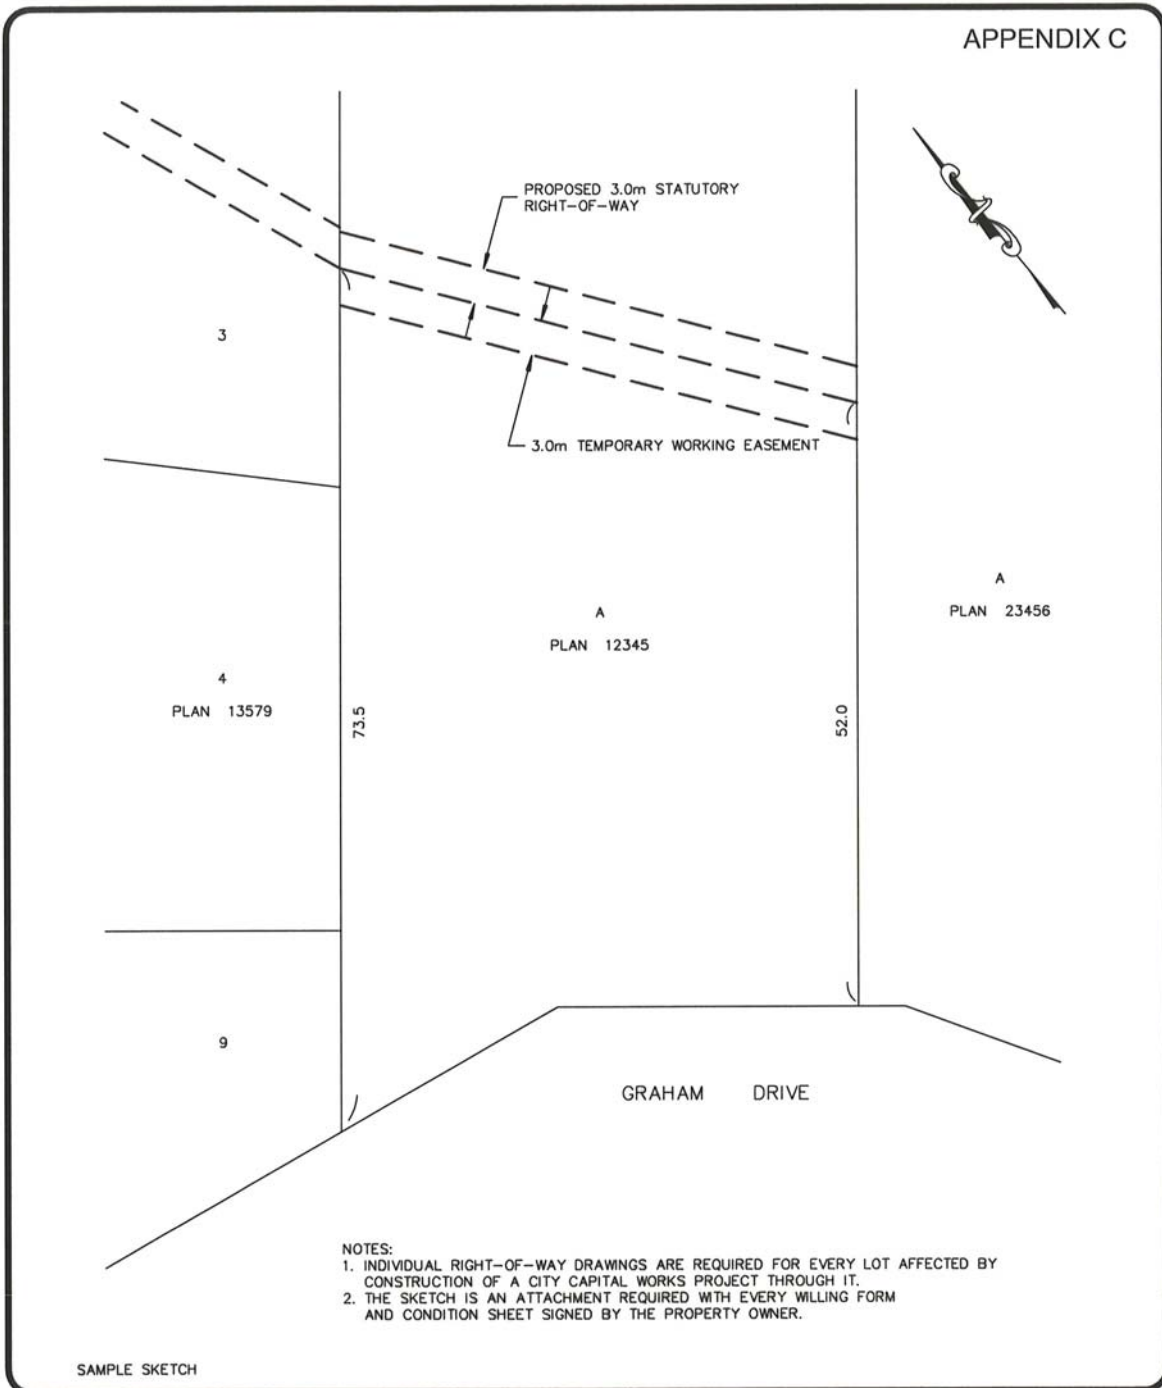 APPENDIX C
PROPOSED 3.0m STATUTORY
RIGHT-OF-WAY
3
3.0m TEMPORARY WORKING EASEMENT
A
PLAN 23456
A
PLAN 12345
4
PLAN 13579
73.5
52.0
9
GRAHAM DRIVE
NOTES:
1. INDIVIDUAL RIGHT-OF-WAY DRAWINGS ARE REQUIRED FOR EVERY LOT AFFECTED BY
CONSTRUCTION OF A CITY CAPITAL WORKS PROJECT THROUGH IT.
2. THE SKETCH IS AN ATTACHMENT REQUIRED WITH EVERY WILLING FORM
AND CONDITION SHEET SIGNED BY THE PROPERTY OWNER.
SAMPLE SKETCH